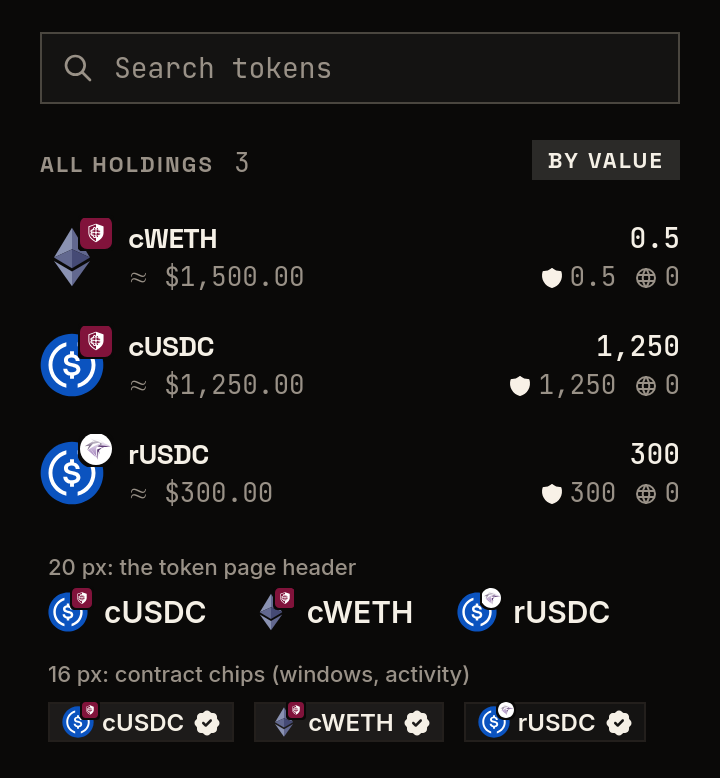 Search tokens
ALL HOLDINGS 3 BY VALUE
cWETH 0.5
≈ $1,500.00 0.5 0
cUSDC 1,250
≈ $1,250.00 1,250 0
rUSDC 300
≈ $300.00 300 0
20 px: the token page header
cUSDC cWETH rUSDC
16 px: contract chips (windows, activity)
cUSDC cWETH rUSDC